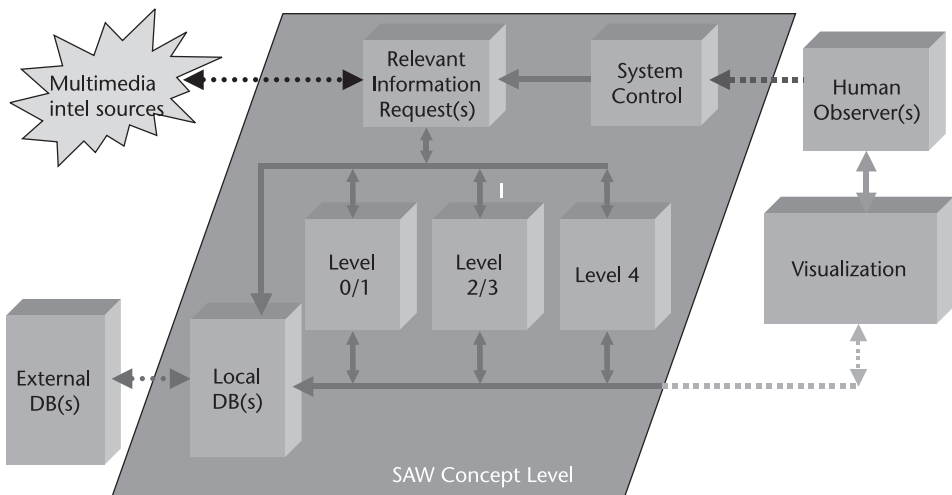 Multimedia
intel sources
Relevant
Information
Request(s)
System
Control
Human
Observer(s)
Level
0/1
Level
2/3
Level 4
Visualization
External
DB(s)
Local
DB(s)
SAW Concept Level